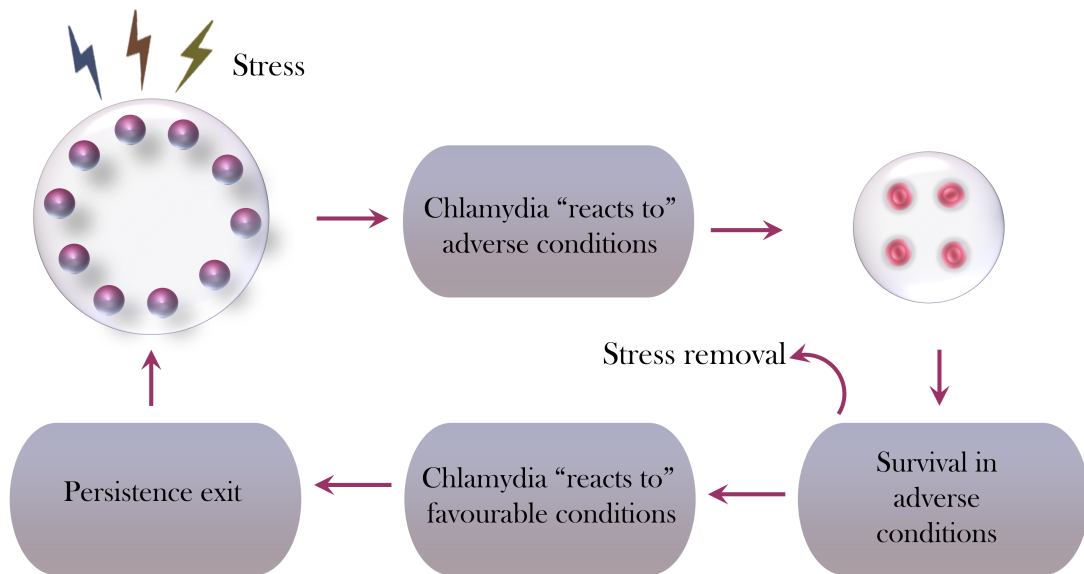 Stress
Chlamydia “reacts to”
adverse conditions
Stress removal
Survival in
adverse
conditions
Chlamydia “reacts to”
favourable conditions
Persistence exit